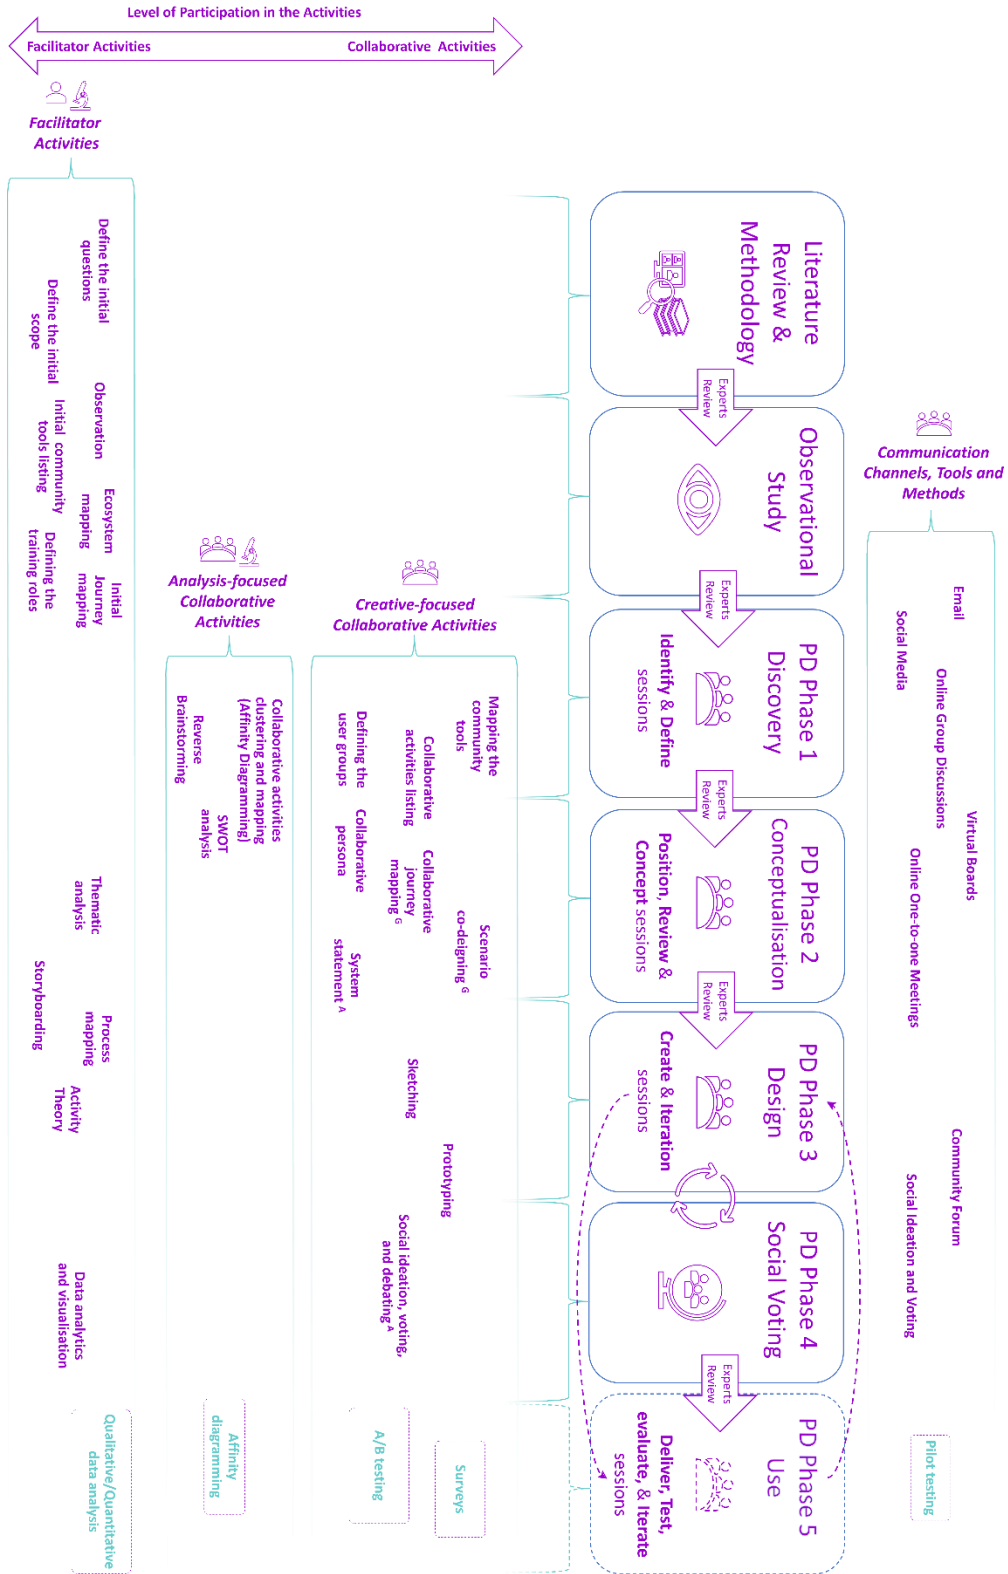 Level of Participation in the Activities
Facilitator Activities
Collaborative Activities
Facilitator
Activities
Define the initial
questions
Define the initial
scope
Observation
Initial community
tools listing
Ecosystem
mapping
Defining the
training roles
Initial
Journey
mapping
Thematic
analysis
Storyboarding
Process
mapping
Activity
Theory
Data analytics
and visualisation
Qualitative/Quantitative
data analysis
Analysis-focused
Collaborative
Activities
Collaborative activities
clustering and mapping
(Affinity Diagramming)
Reverse
Brainstorming
SWOT
analysis
Affinity
diagramming
Creative-focused
Collaborative Activities
Mapping the
community
tools
Collaborative
activities listing
Defining the
user groups
Collaborative
persona
Collaborative
journey
mapping G
Scenario
co-deigning G
System
statement A
Sketching
Prototyping
Social ideation, voting,
and debating A
A/B testing
Surveys
Literature
Review &
Methodology
Experts
Review
Observational
Study
Experts
Review
PD Phase 1
Discovery
Identify & Define
sessions
Experts
Review
PD Phase 2
Conceptualisation
Position, Review &
Concept sessions
Experts
Review
PD Phase 3
Design
Create & Iteration
sessions
PD Phase 4
Social Voting
Experts
Review
PD Phase 5
Use
Deliver, Test,
evaluate, & Iterate
sessions
Communication
Channels, Tools and
Methods
Email
Social Media
Online Group Discussions
Virtual Boards
Online One-to-one Meetings
Community Forum
Social Ideation and Voting
Pilot testing